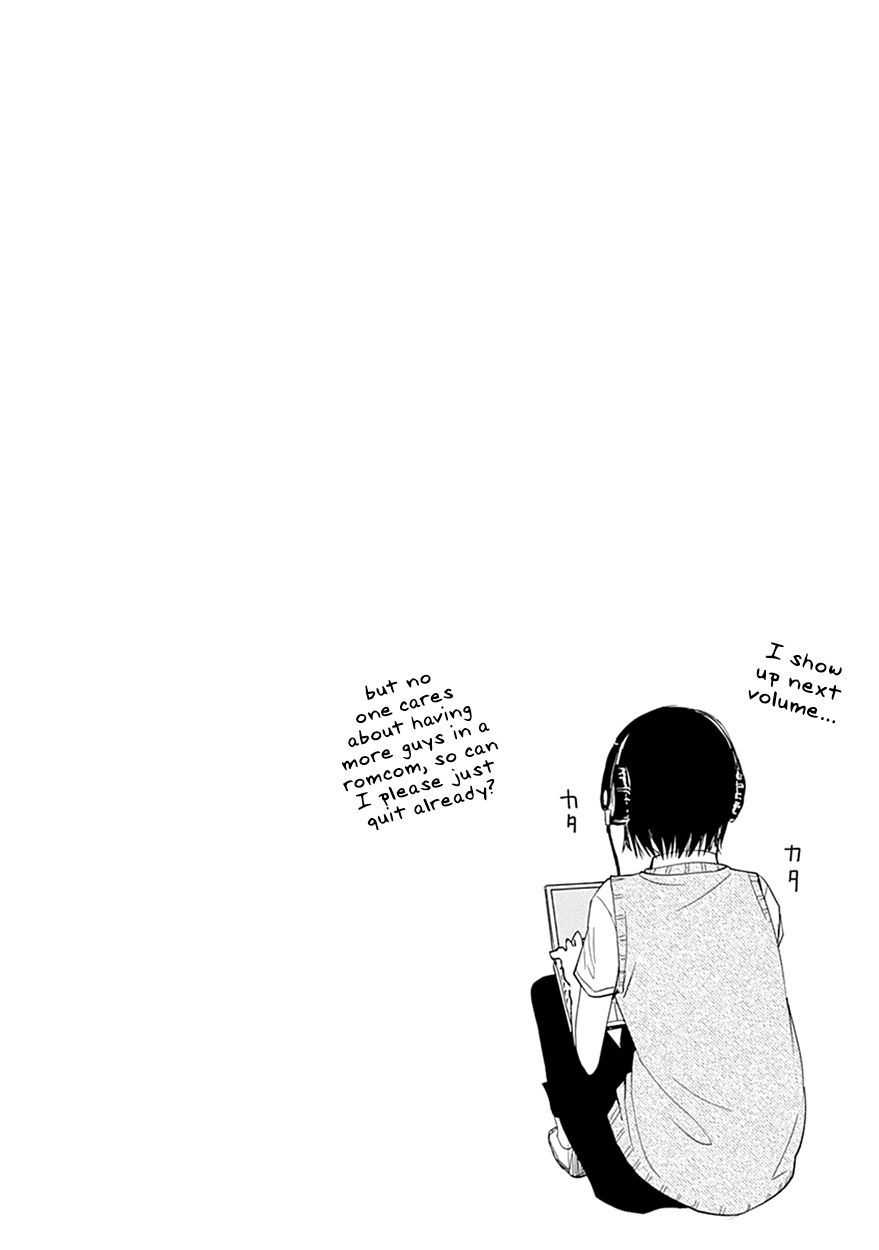 I show
up next
volume...
but no
one cares
about having
more guys in a
romcom, so can
I please just
quit already?
カタ
カタ